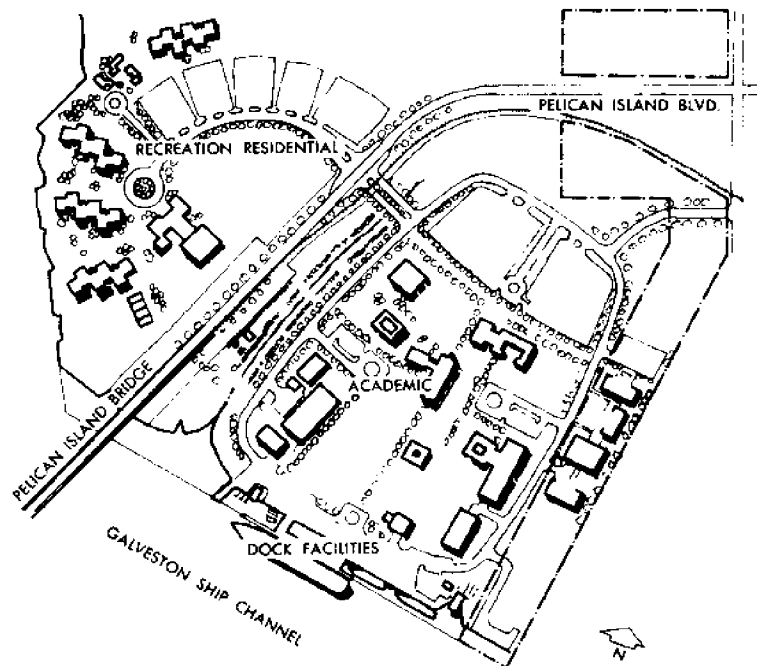 PELICAN ISLAND BLVD.
RECREATION RESIDENTIAL
ACADEMIC
PELICAN ISLAND BRIDGE
DOCK FACILITIES
GALVESTON SHIP CHANNEL
N